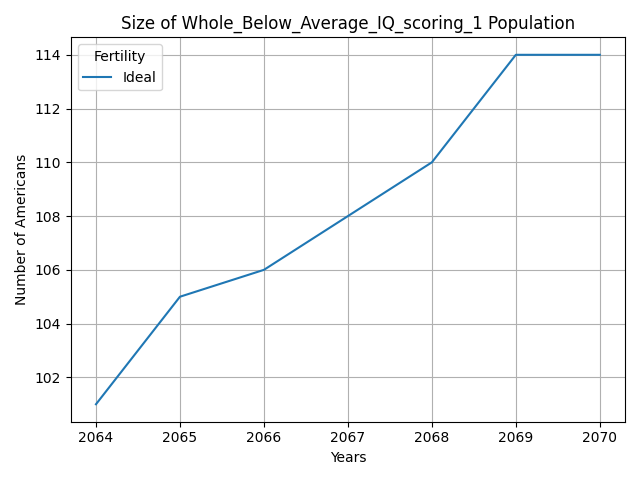 Size of Whole_Below_Average_IQ_scoring_1 Population
Fertility
Ideal
Number of Americans
114
112
110
108
106
104
102
2064 2065 2066 2067 2068 2069 2070
Years